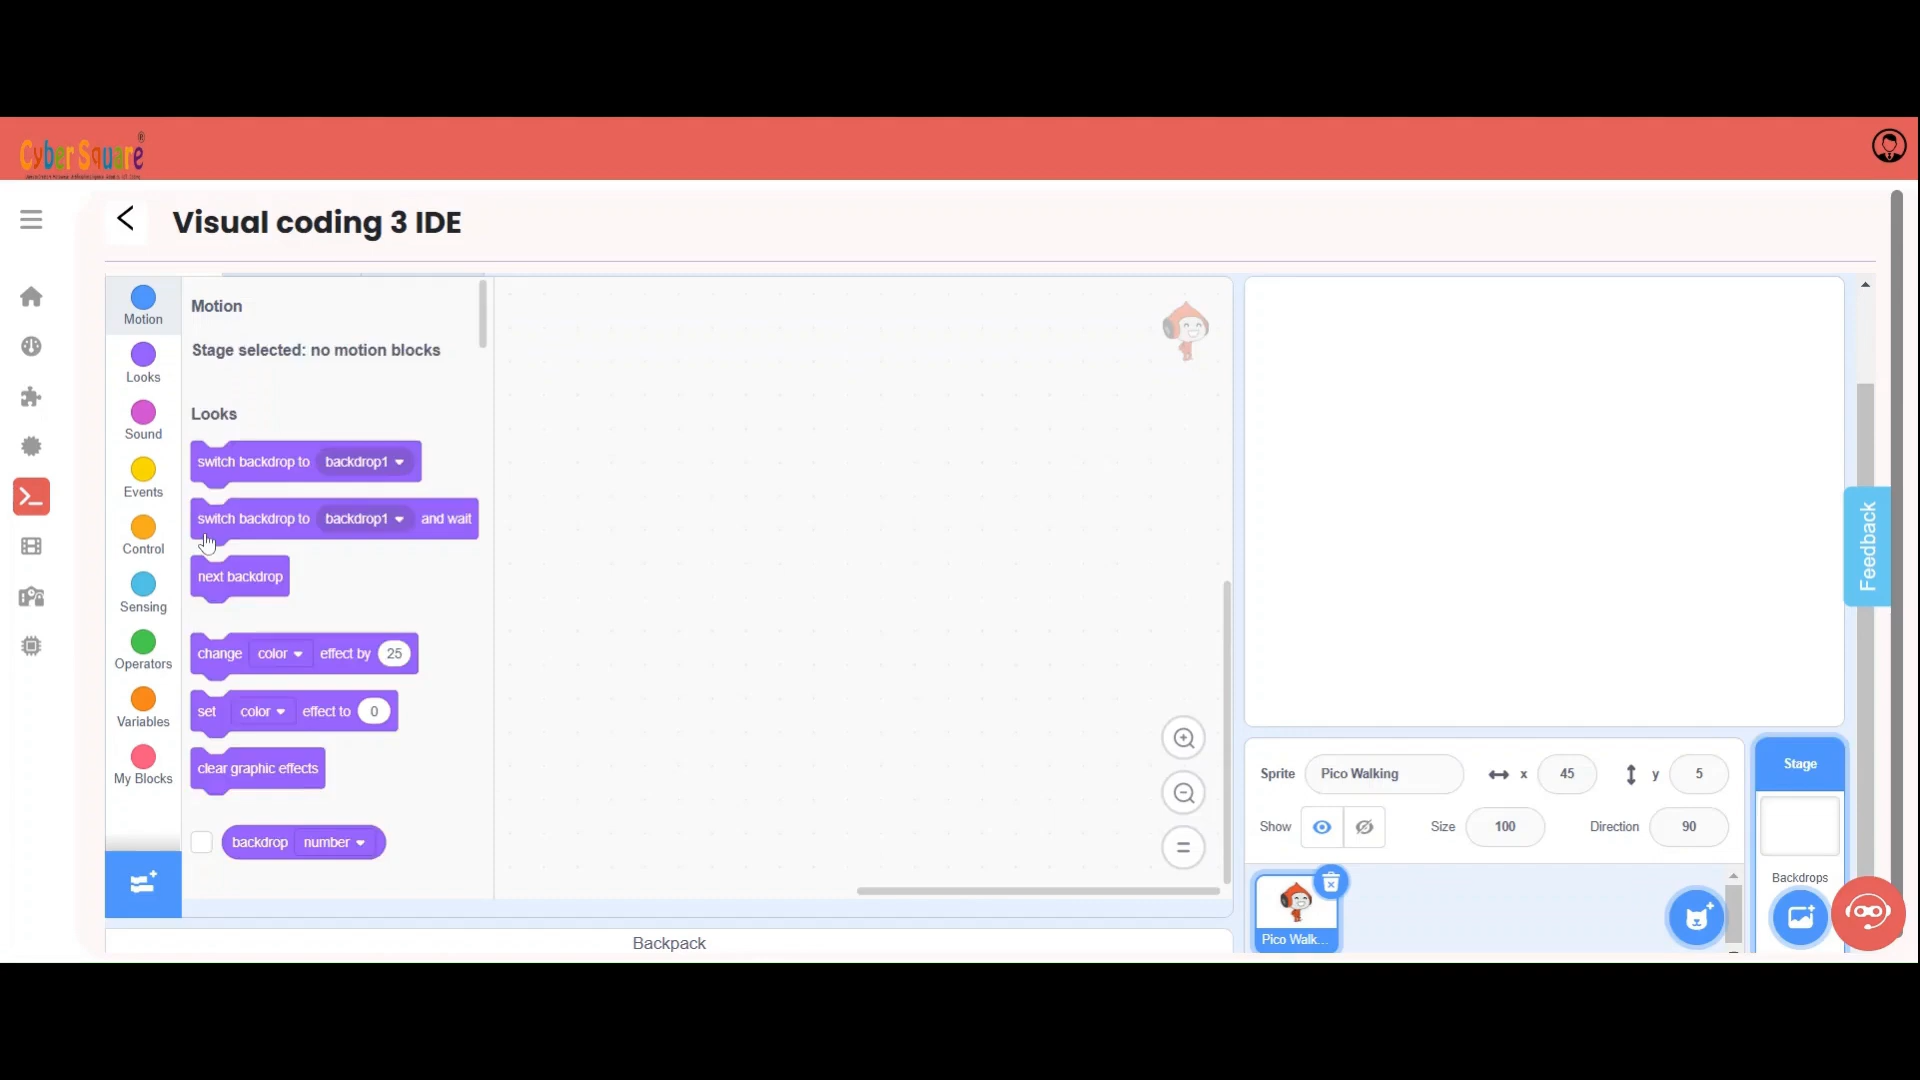 Cyber Square®
Visual coding 3 IDE
Motion
Looks
Sound
Events
Control
Sensing
Operators
Variables
My Blocks
Motion
Stage selected: no motion blocks
Looks
switch backdrop to backdrop1
switch backdrop to backdrop1 and wait
next backdrop
change color effect by 25
set color effect to 0
clear graphic effects
backdrop number
Backpack
Sprite Pico Walking x 45 y 5
Show Size 100 Direction 90
Pico Walk...
Stage
Backdrops
Feedback